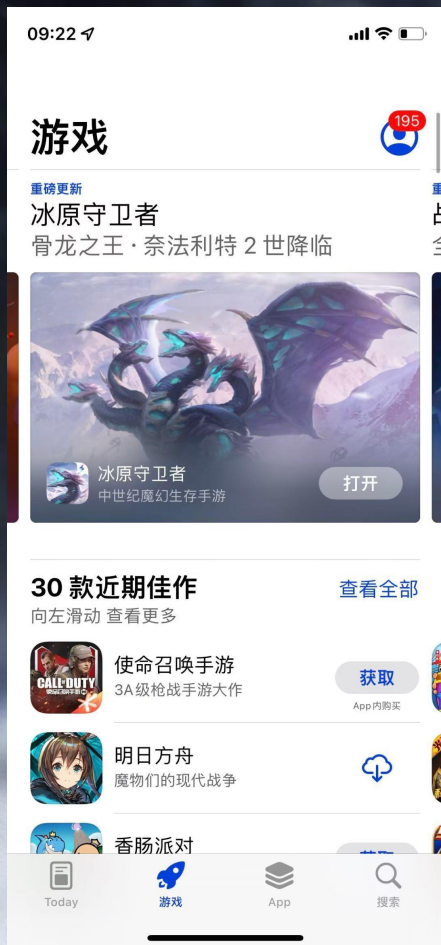 09:22
游戏
195
重磅更新
冰原守卫者
骨龙之王·奈法利特 2 世降临
冰原守卫者
中世纪魔幻生存手游
打开
30 款近期佳作
查看全部
向左滑动 查看更多
CALL·DUTY
使命召唤手游
3A级枪战手游大作
获取
App内购买
明日方舟
魔物们的现代战争
香肠派对
Today
游戏
App
搜索